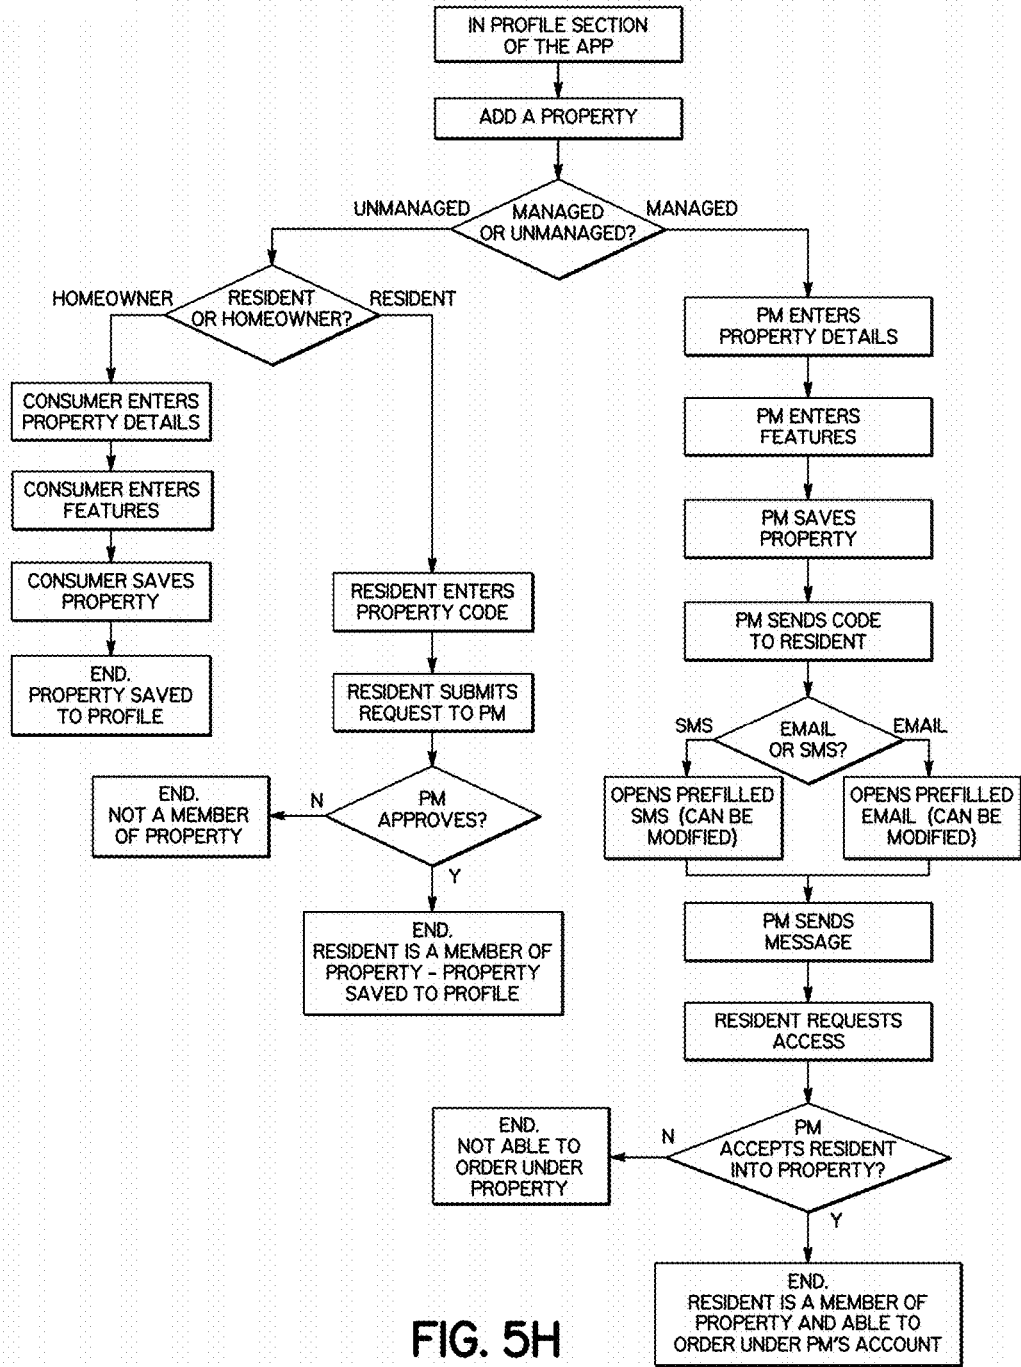 IN PROFILE SECTION
OF THE APP
ADD A PROPERTY
MANAGED
OR UNMANAGED?
UNMANAGED
MANAGED
RESIDENT
OR HOMEOWNER?
HOMEOWNER
RESIDENT
CONSUMER ENTERS
PROPERTY DETAILS
CONSUMER ENTERS
FEATURES
CONSUMER SAVES
PROPERTY
END.
PROPERTY SAVED
TO PROFILE
RESIDENT ENTERS
PROPERTY CODE
RESIDENT SUBMITS
REQUEST TO PM
PM
APPROVES?
N
END.
NOT A MEMBER
OF PROPERTY
Y
END.
RESIDENT IS A MEMBER OF
PROPERTY - PROPERTY
SAVED TO PROFILE
PM ENTERS
PROPERTY DETAILS
PM ENTERS
FEATURES
PM SAVES
PROPERTY
PM SENDS CODE
TO RESIDENT
EMAIL
OR SMS?
SMS
EMAIL
OPENS PREFILLED
SMS (CAN BE
MODIFIED)
OPENS PREFILLED
EMAIL (CAN BE
MODIFIED)
PM SENDS
MESSAGE
RESIDENT REQUESTS
ACCESS
PM
ACCEPTS RESIDENT
INTO PROPERTY?
N
END.
NOT ABLE TO
ORDER UNDER
PROPERTY
Y
END.
RESIDENT IS A MEMBER OF
PROPERTY AND ABLE TO
ORDER UNDER PM'S ACCOUNT
FIG. 5H